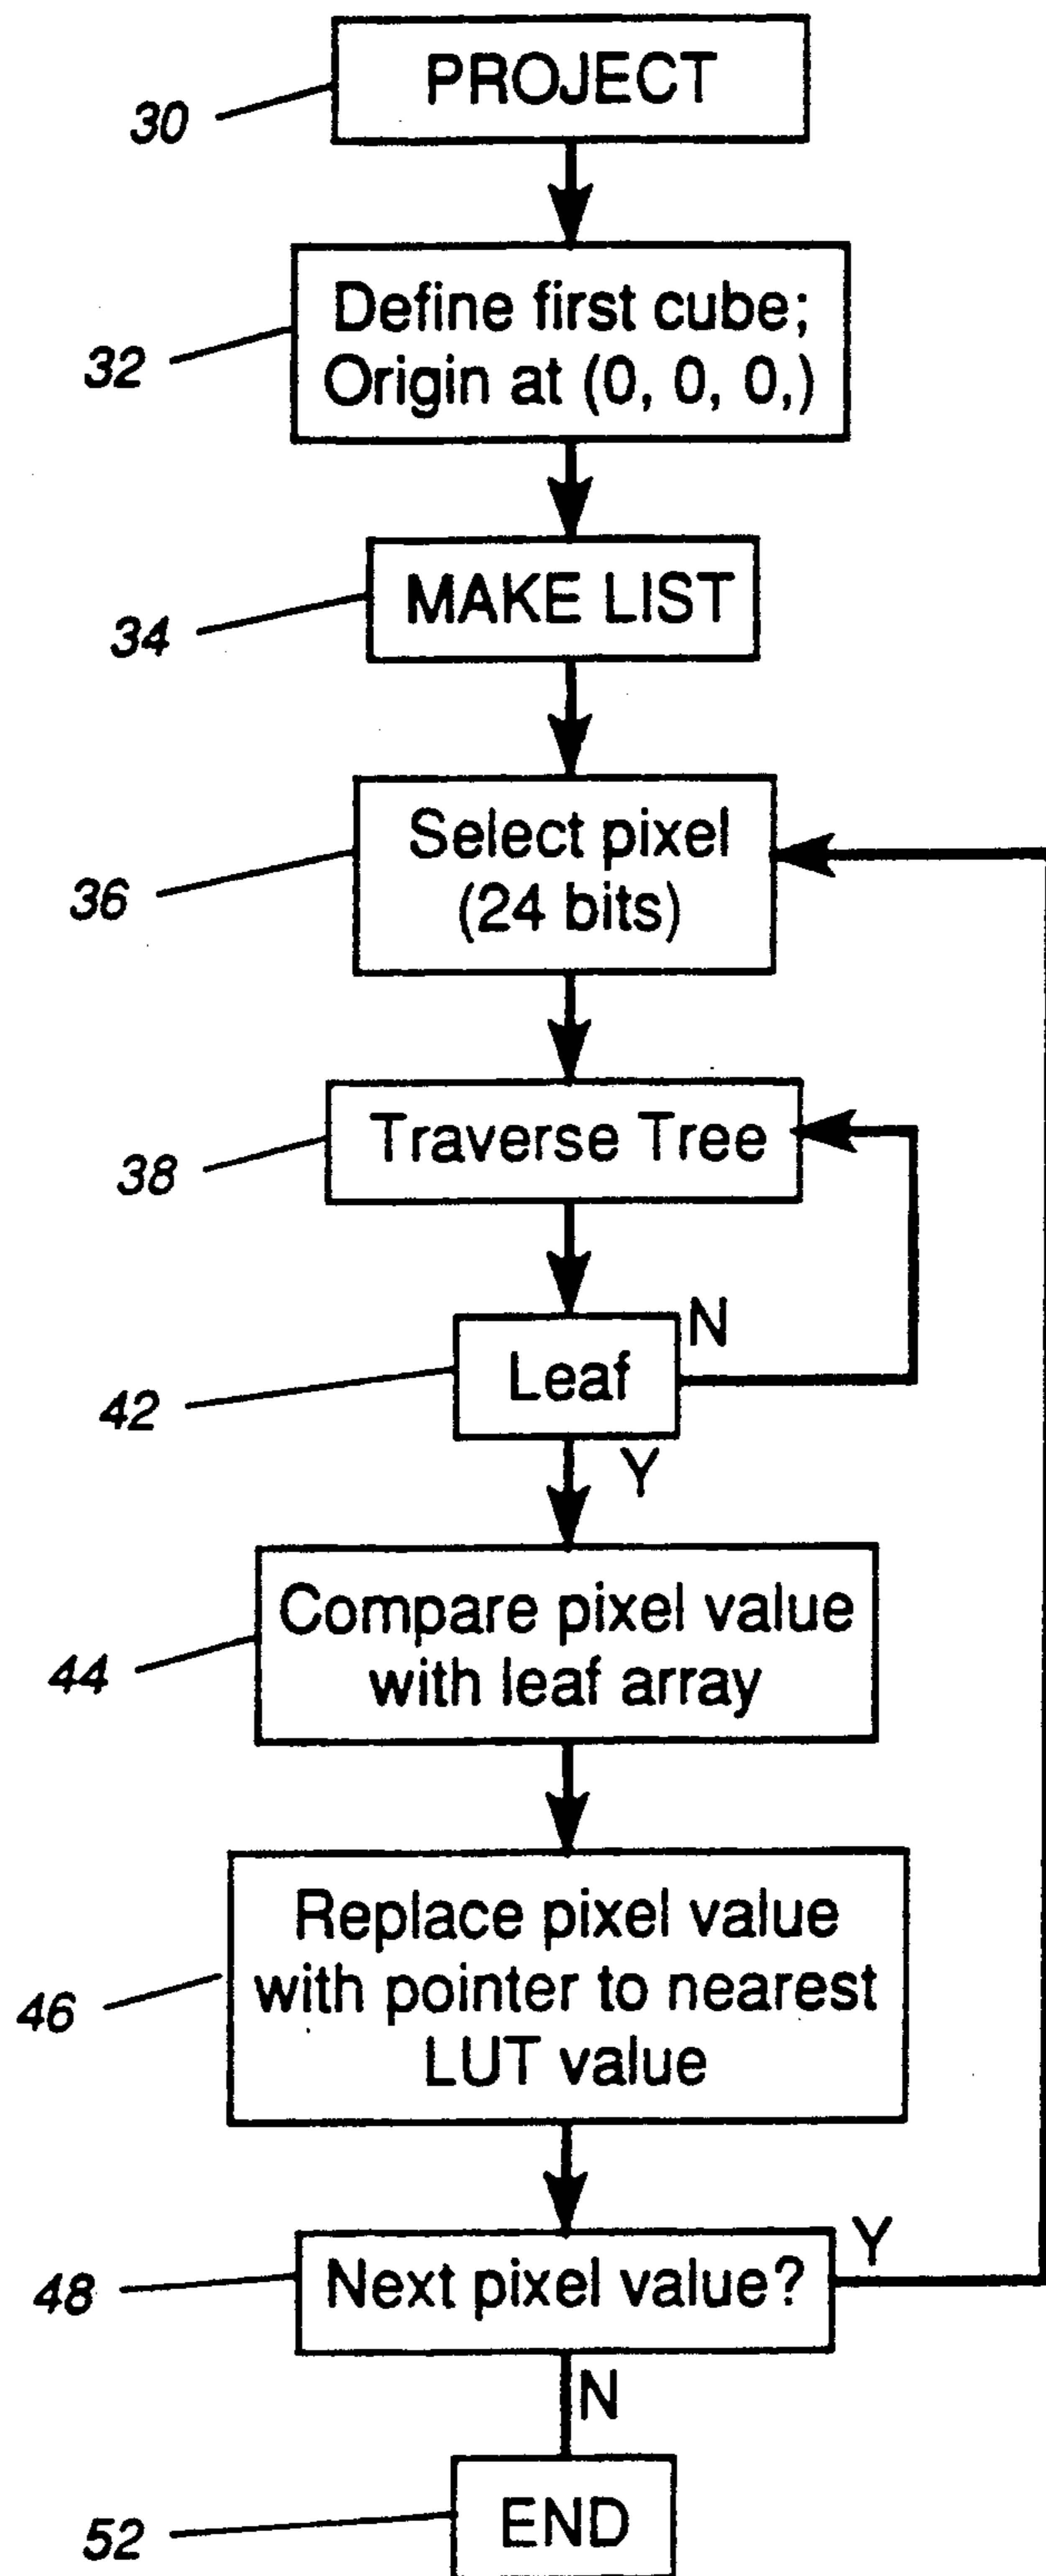 PROJECT
30
Define first cube;
Origin at (0, 0, 0,)
32
MAKE LIST
34
Select pixel
(24 bits)
36
Traverse Tree
38
N
Leaf
42
Y
Compare pixel value
with leaf array
44
Replace pixel value
with pointer to nearest
LUT value
46
Y
Next pixel value?
48
N
END
52